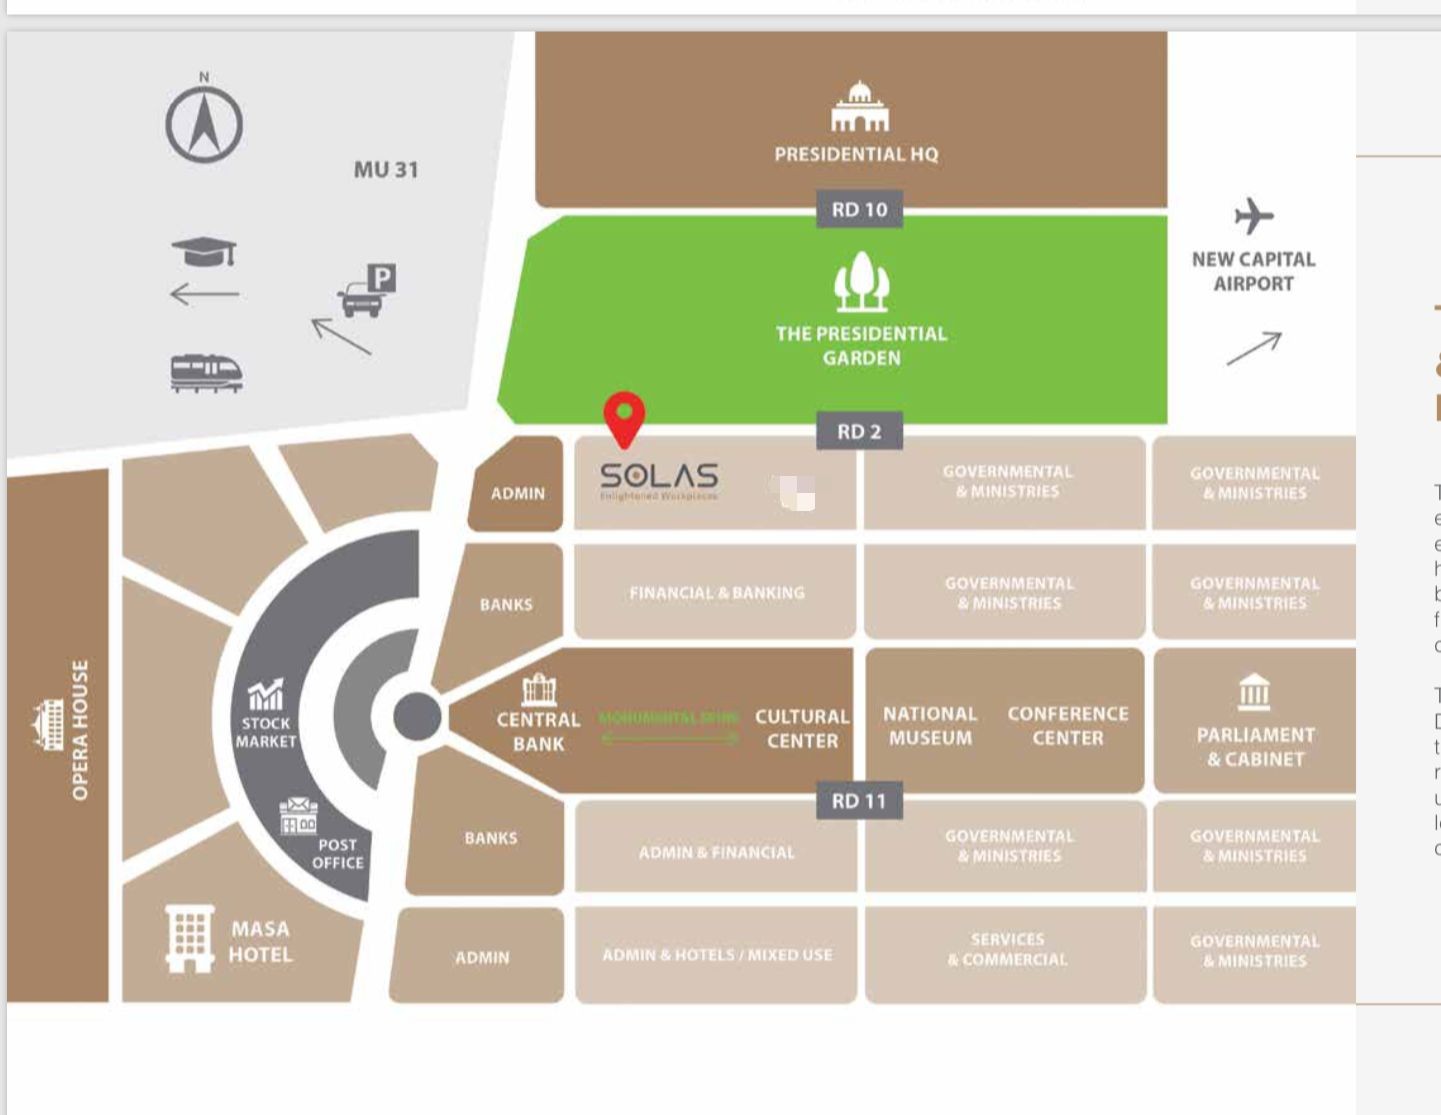 N
MU 31
P
PRESIDENTIAL HQ
RD 10
THE PRESIDENTIAL
GARDEN
NEW CAPITAL
AIRPORT
RD 2
ADMIN
SOLAS
Enlightened Workplaces
GOVERNMENTAL
& MINISTRIES
GOVERNMENTAL
& MINISTRIES
BANKS
FINANCIAL & BANKING
GOVERNMENTAL
& MINISTRIES
GOVERNMENTAL
& MINISTRIES
OPERA HOUSE
STOCK
MARKET
CENTRAL
BANK
MONUMENTAL SPINE
CULTURAL
CENTER
NATIONAL
MUSEUM
CONFERENCE
CENTER
PARLIAMENT
& CABINET
RD 11
POST
OFFICE
BANKS
ADMIN & FINANCIAL
GOVERNMENTAL
& MINISTRIES
GOVERNMENTAL
& MINISTRIES
MASA
HOTEL
ADMIN
ADMIN & HOTELS / MIXED USE
SERVICES
& COMMERCIAL
GOVERNMENTAL
& MINISTRIES